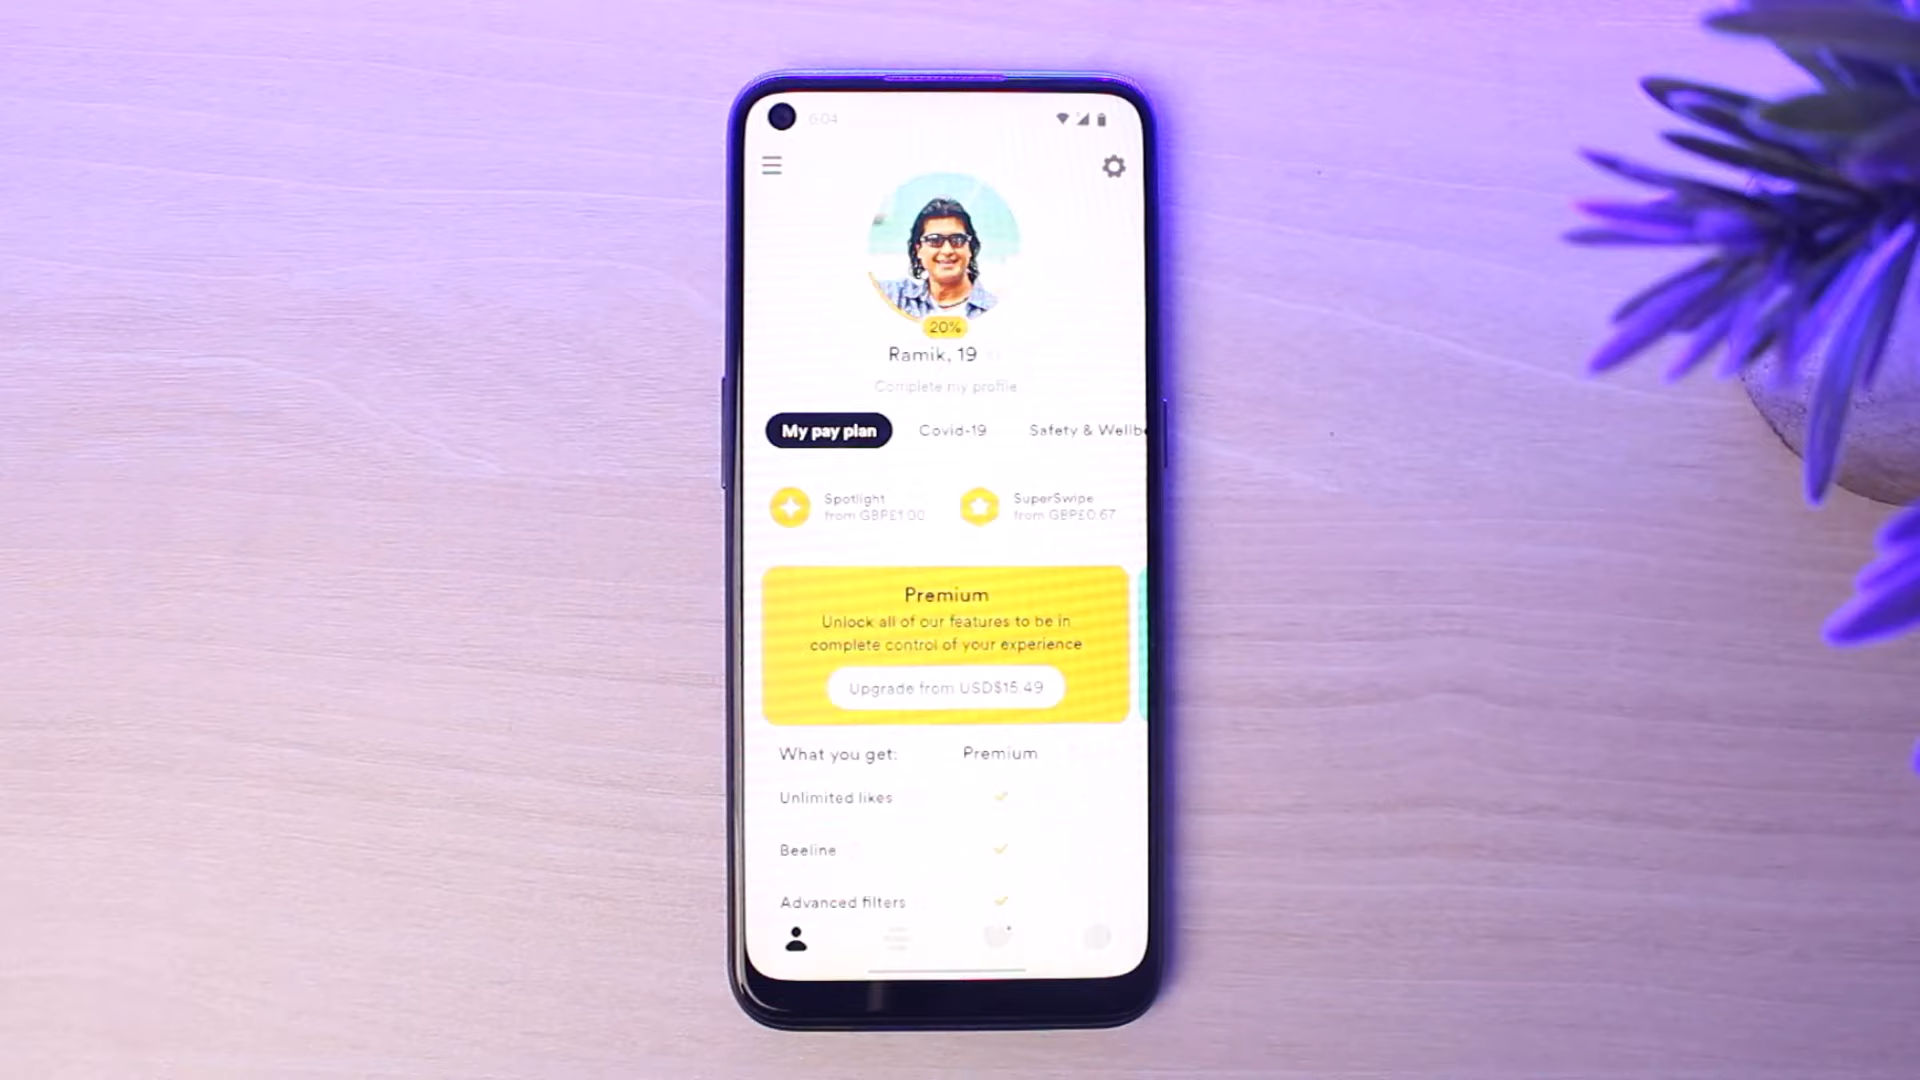 6:04
20%
Ramik, 19
Complete my profile
My pay plan
Covid-19
Safety & Wellb
Spotlight
from GBP£1.00
SuperSwipe
from GBP£0.67
Premium
Unlock all of our features to be in
complete control of your experience
Upgrade from USD$15.49
What you get: Premium
Unlimited likes
Beeline
Advanced filters